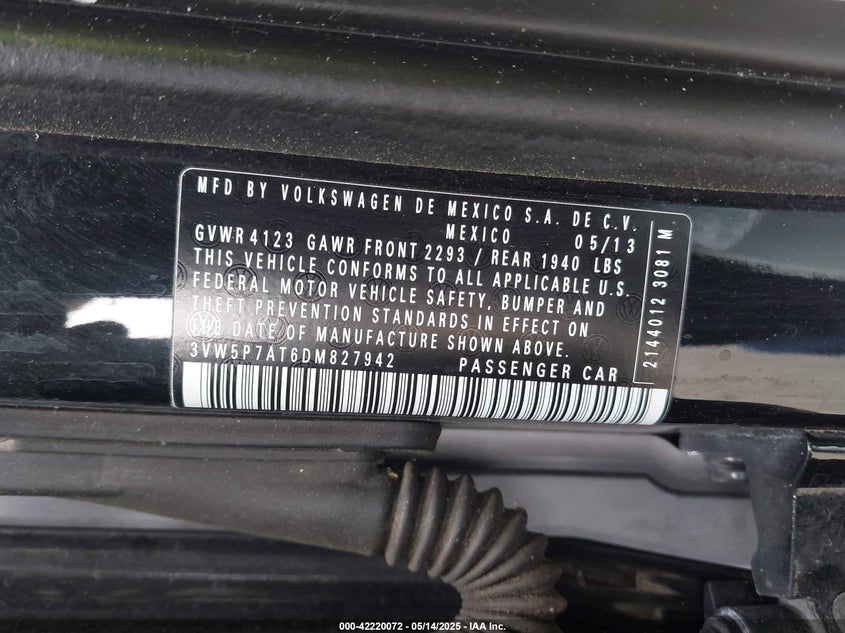 MFD BY VOLKSWAGEN DE MEXICO S.A. DE C.V.
MEXICO 05/13
GVWR 4123 GAWR FRONT 2293 / REAR 1940 LBS
THIS VEHICLE CONFORMS TO ALL APPLICABLE U.S.
FEDERAL MOTOR VEHICLE SAFETY, BUMPER AND
THEFT PREVENTION STANDARDS IN EFFECT ON
THE DATE OF MANUFACTURE SHOWN ABOVE.
3VW5P7AT6DM827942 PASSENGER CAR
2144012 3081 M
000-42220072 — 05/14/2025 — IAA, Inc.